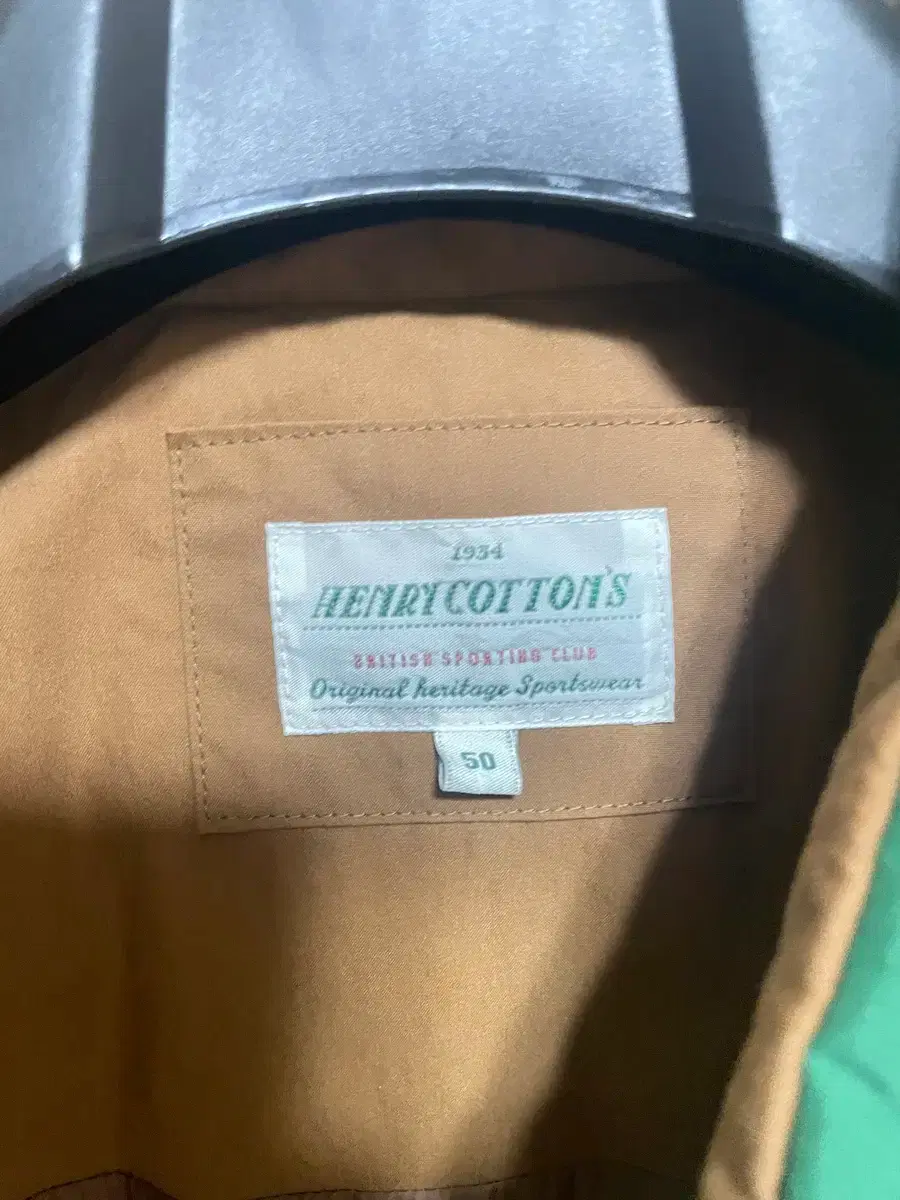 1934
HENRY COTTON'S
BRITISH SPORTING CLUB
Original heritage Sportswear
50